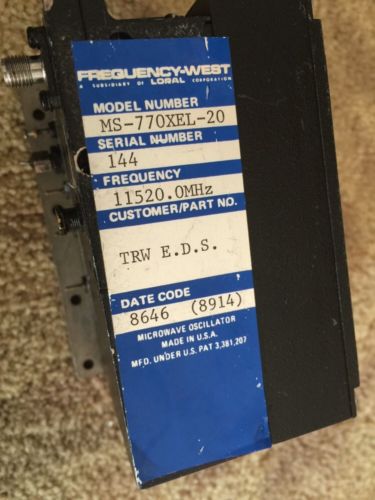 FREQUENCY-WEST
A SUBSIDIARY OF LORAL CORPORATION
MODEL NUMBER
MS-770XEL-20
SERIAL NUMBER
144
FREQUENCY
11520.0MHz
CUSTOMER/PART NO.
TRW E.D.S.
DATE CODE
8646 (8914)
MICROWAVE OSCILLATOR
MADE IN U.S.A.
MFD. UNDER U.S. PAT 3,381,207